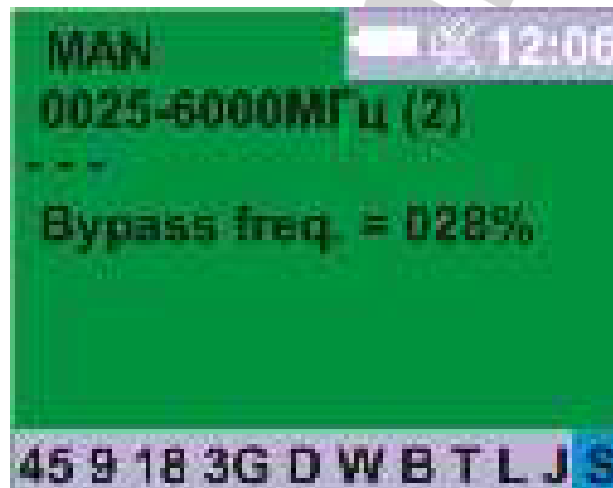 MAN 12:06
0025-6000МГц (2)
- - -
Bypass freq. = 028%
45 9 18 3G D W B T L J S